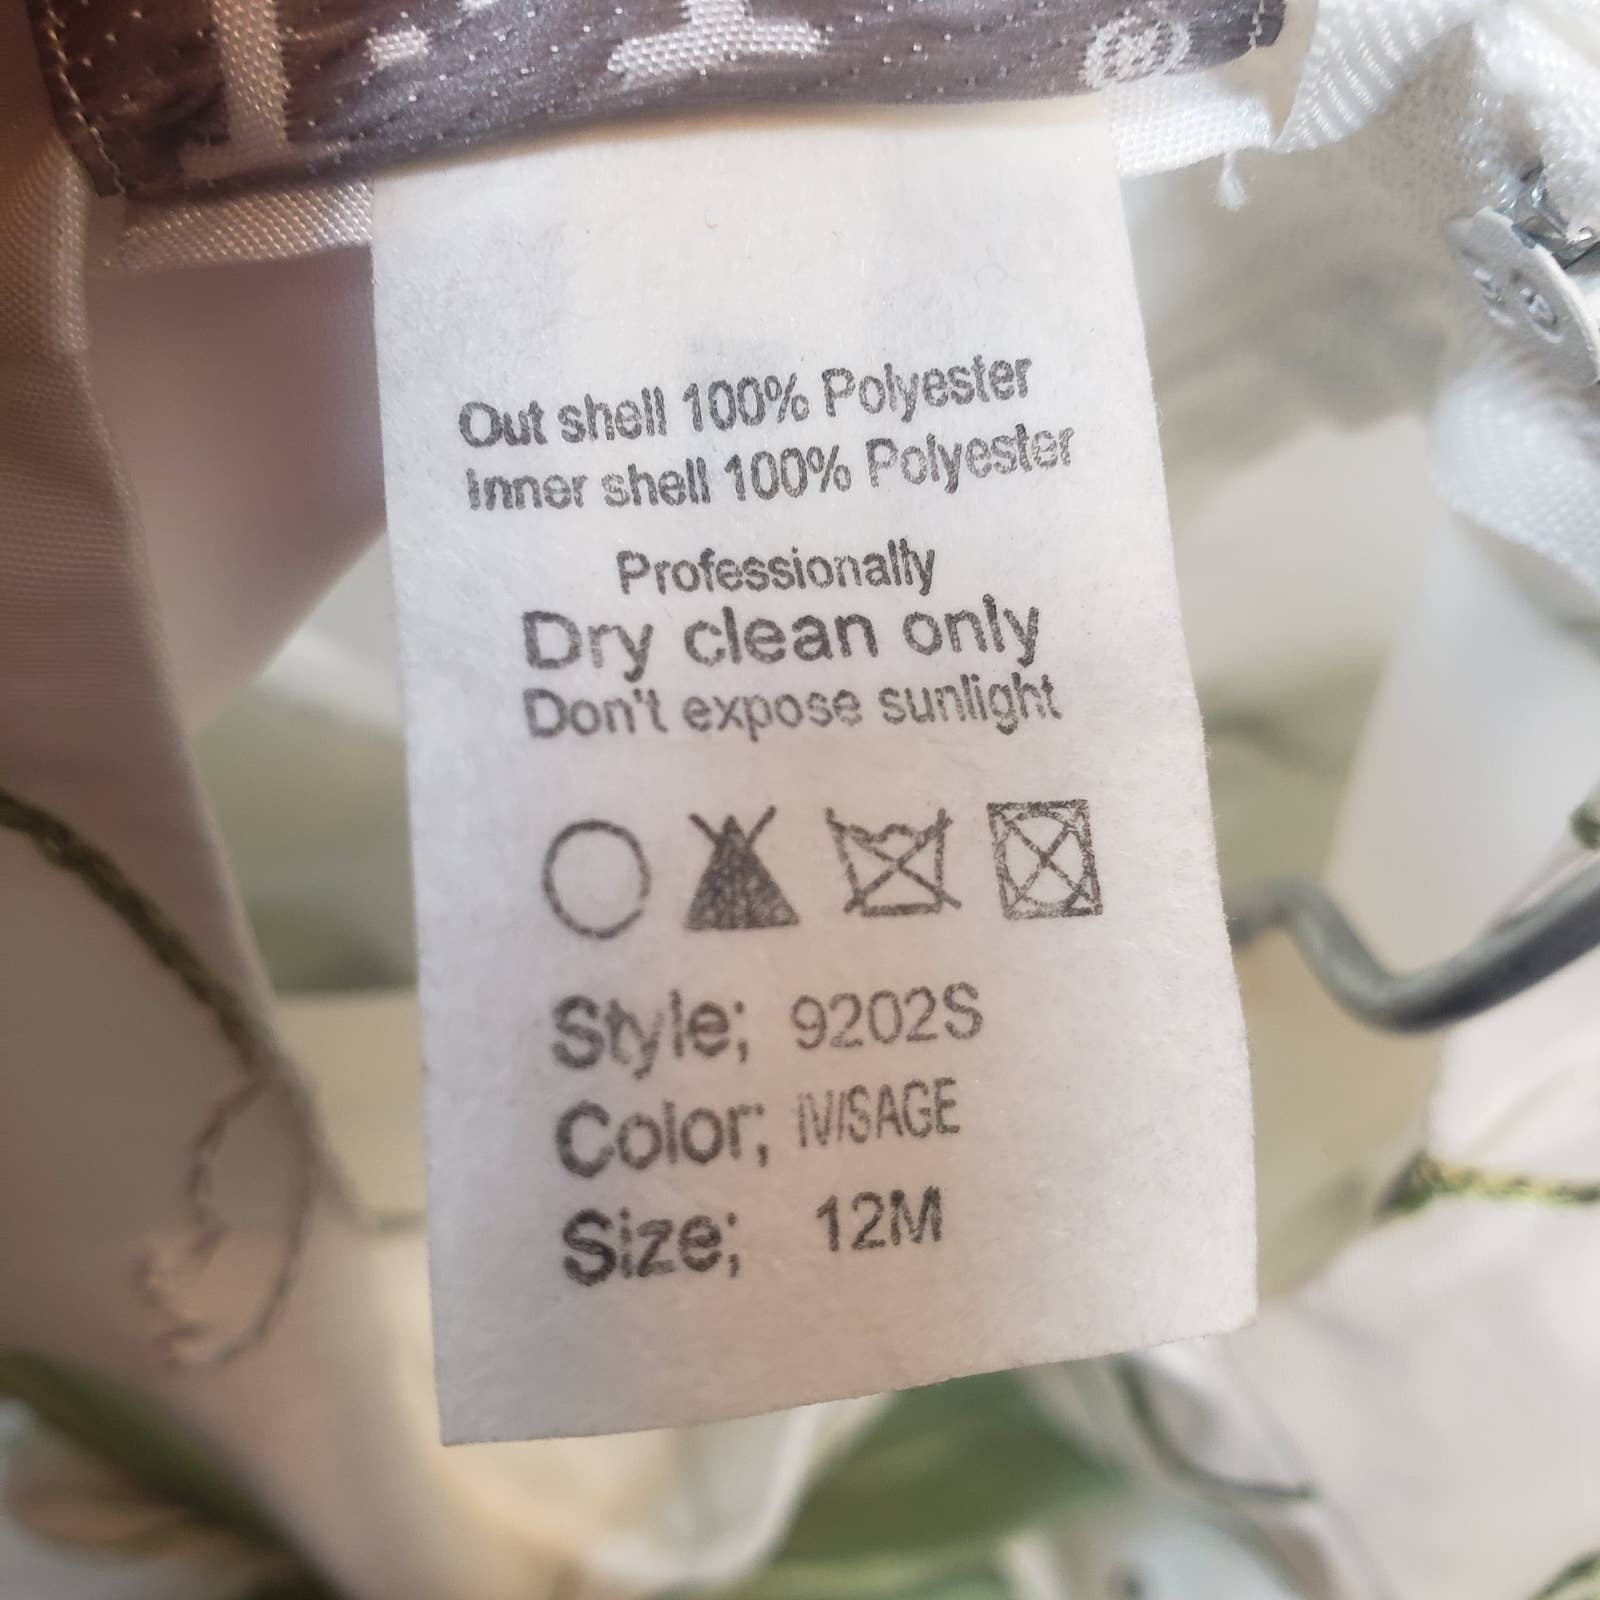 Out shell 100% Polyester
Inner shell 100% Polyester
Professionally
Dry clean only
Don't expose sunlight
Style; 9202S
Color; IV/SAGE
Size; 12M